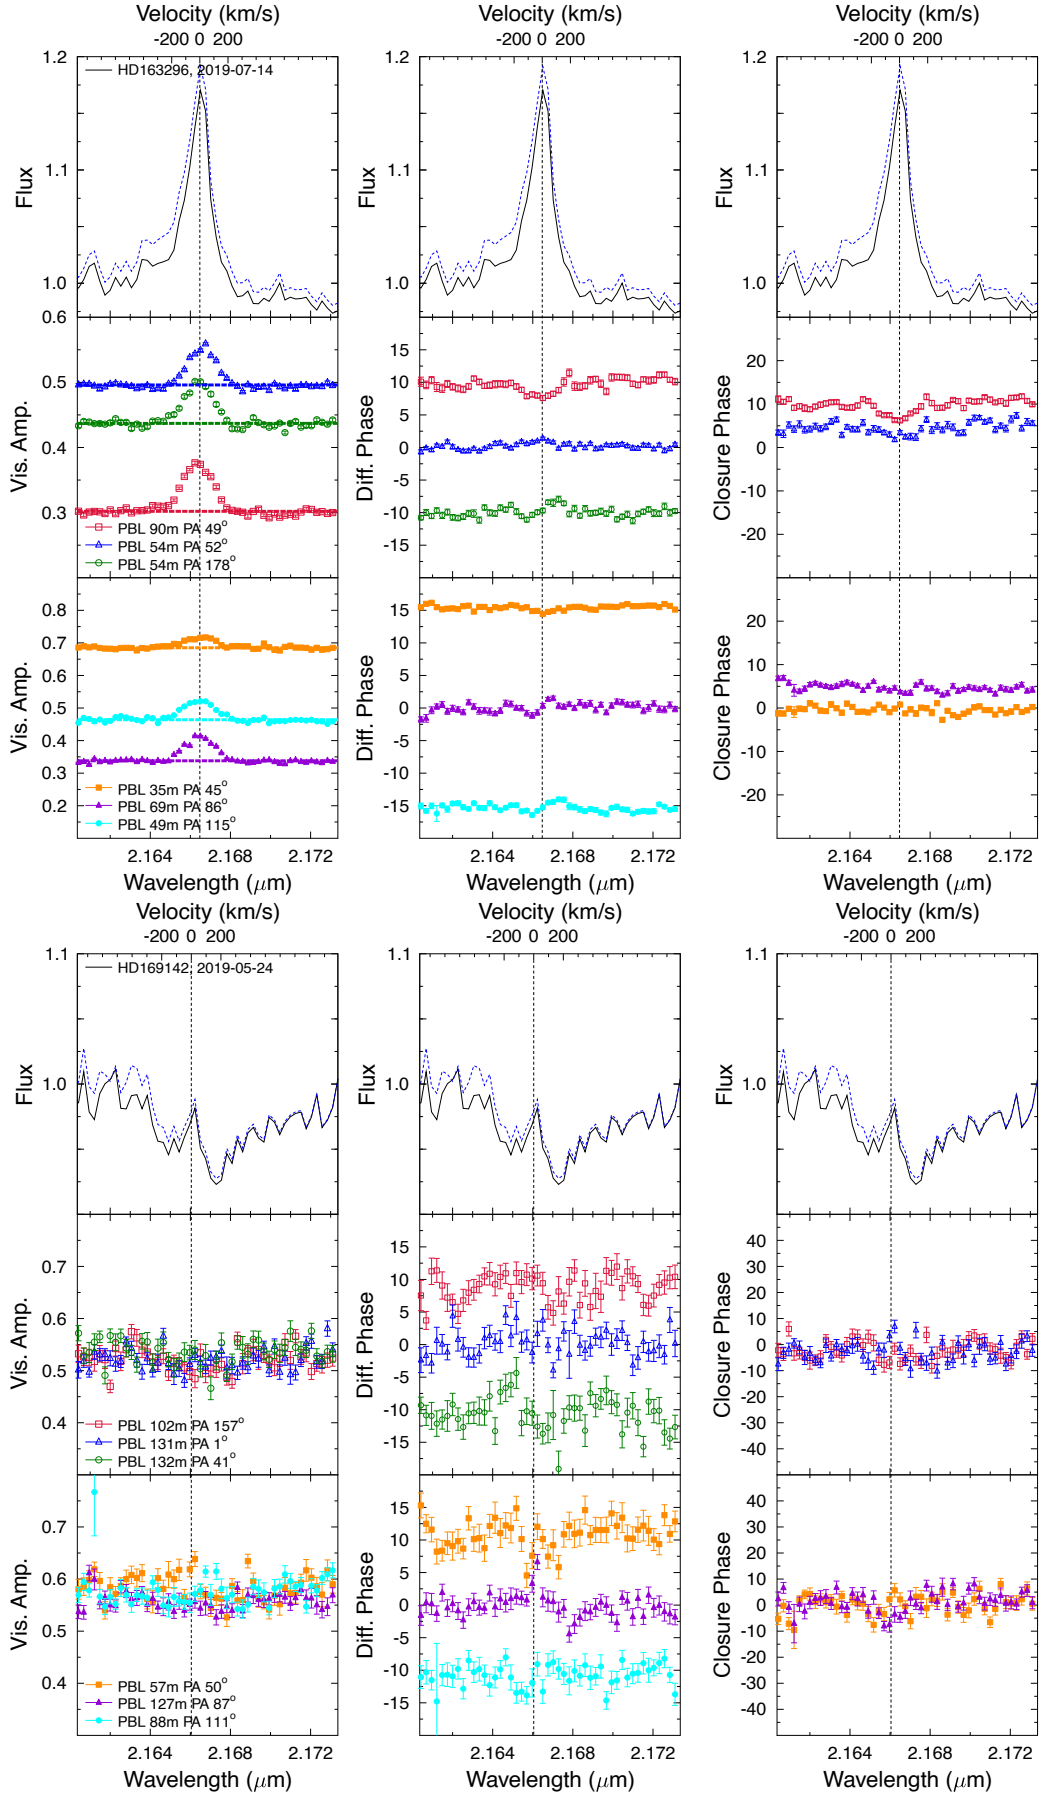 Velocity (km/s) Velocity (km/s) Velocity (km/s)
-200 0 200 -200 0 200 -200 0 200
1.2 1.2 1.2
HD163296, 2019-07-14
1.1 1.1 1.1
Flux Flux Flux
1.0 1.0 1.0
0.6
15 20
10 10
0.5 5 0
0.4 0 -10
0.3 -5 -20
-10
-15
Vis. Amp. Diff. Phase Closure Phase
PBL 90m PA 49°
PBL 54m PA 52°
PBL 54m PA 178°
0.8 15 20
0.7 10 10
0.6 5 0
0.5 0 -10
0.4 -5 -20
0.3 -10
0.2 -15
Vis. Amp. Diff. Phase Closure Phase
PBL 35m PA 45°
PBL 69m PA 86°
PBL 49m PA 115°
2.164 2.168 2.172 2.164 2.168 2.172 2.164 2.168 2.172
Wavelength (μm) Wavelength (μm) Wavelength (μm)
Velocity (km/s) Velocity (km/s) Velocity (km/s)
-200 0 200 -200 0 200 -200 0 200
1.1 1.1 1.1
HD169142, 2019-05-24
1.0 1.0 1.0
Flux Flux Flux
0.7 15 40
0.6 10 30
0.5 5 20
0.4 0 10
-5 0
-10 -10
-15 -20
-30
-40
Vis. Amp. Diff. Phase Closure Phase
PBL 102m PA 157°
PBL 131m PA 1°
PBL 132m PA 41°
0.7 15 40
0.6 10 30
0.5 5 20
0.4 0 10
-5 0
-10 -10
-15 -20
-30
-40
Vis. Amp. Diff. Phase Closure Phase
PBL 57m PA 50°
PBL 127m PA 87°
PBL 88m PA 111°
2.164 2.168 2.172 2.164 2.168 2.172 2.164 2.168 2.172
Wavelength (μm) Wavelength (μm) Wavelength (μm)